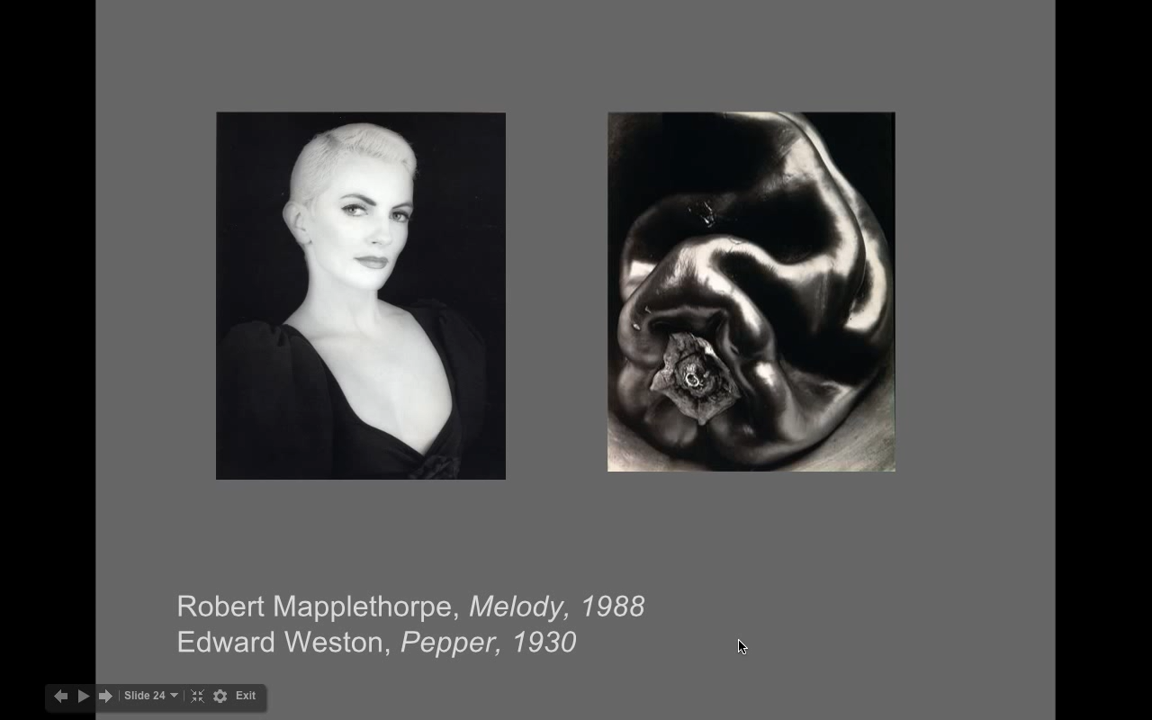 Robert Mapplethorpe, Melody, 1988
Edward Weston, Pepper, 1930
Slide 24 Exit